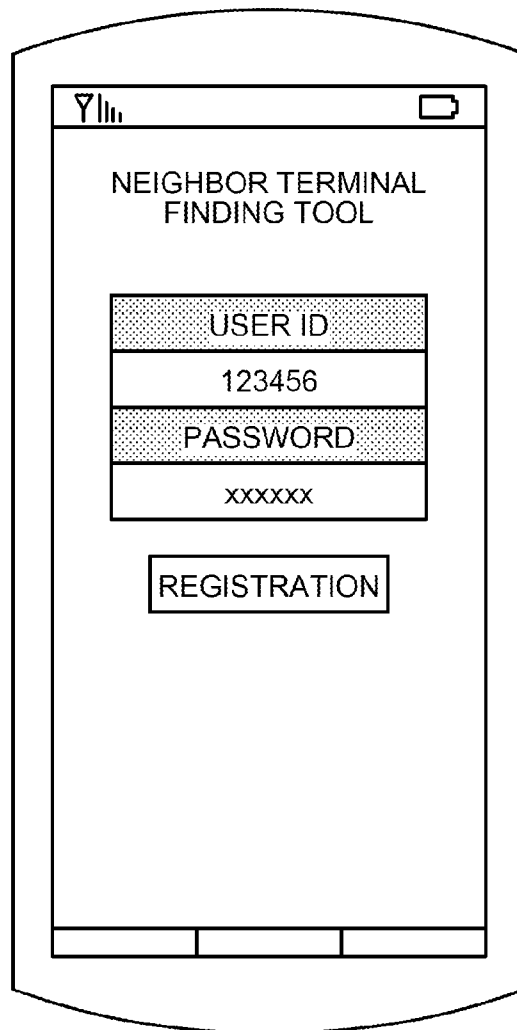 NEIGHBOR TERMINAL
FINDING TOOL
USER ID
123456
PASSWORD
xxxxxx
REGISTRATION